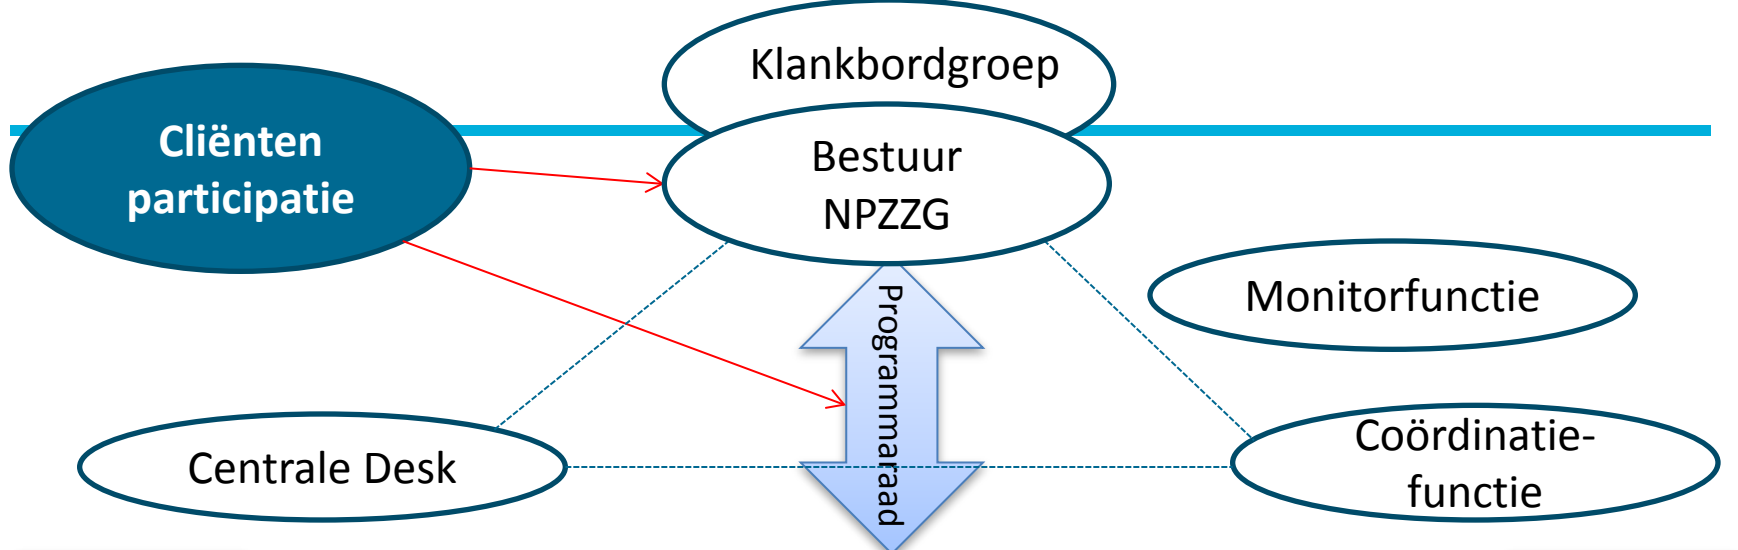 Klankbordgroep
Cliënten
participatie
Bestuur
NPZZG
Monitorfunctie
Programmaraad
Centrale Desk
Coördinatie-
functie